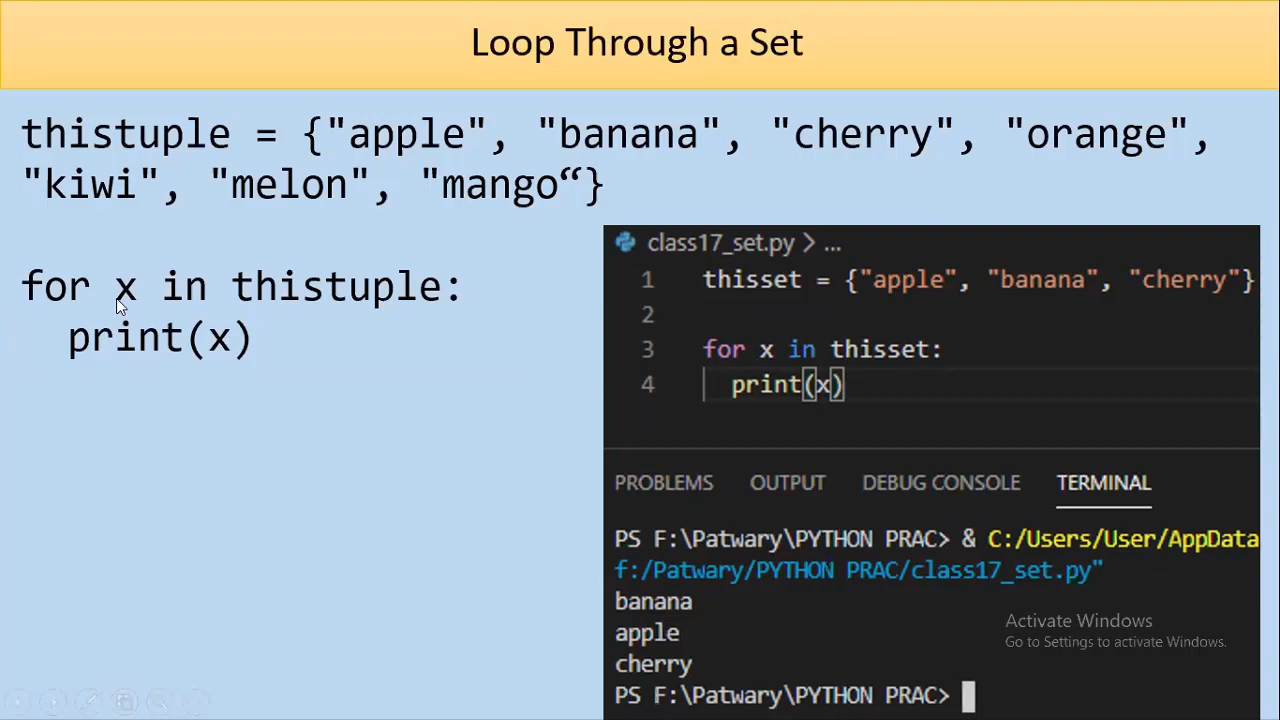 Loop Through a Set
thistuple = {"apple", "banana", "cherry", "orange",
"kiwi", "melon", "mango“}
for x in thistuple:
  print(x)
class17_set.py > ...
1 thisset = {"apple", "banana", "cherry"}
2
3 for x in thisset:
4   print(x)
PROBLEMS OUTPUT DEBUG CONSOLE TERMINAL
PS F:\Patwary\PYTHON PRAC> & C:/Users/User/AppData
f:/Patwary/PYTHON PRAC/class17_set.py"
banana
apple
cherry
PS F:\Patwary\PYTHON PRAC>
Activate Windows
Go to Settings to activate Windows.